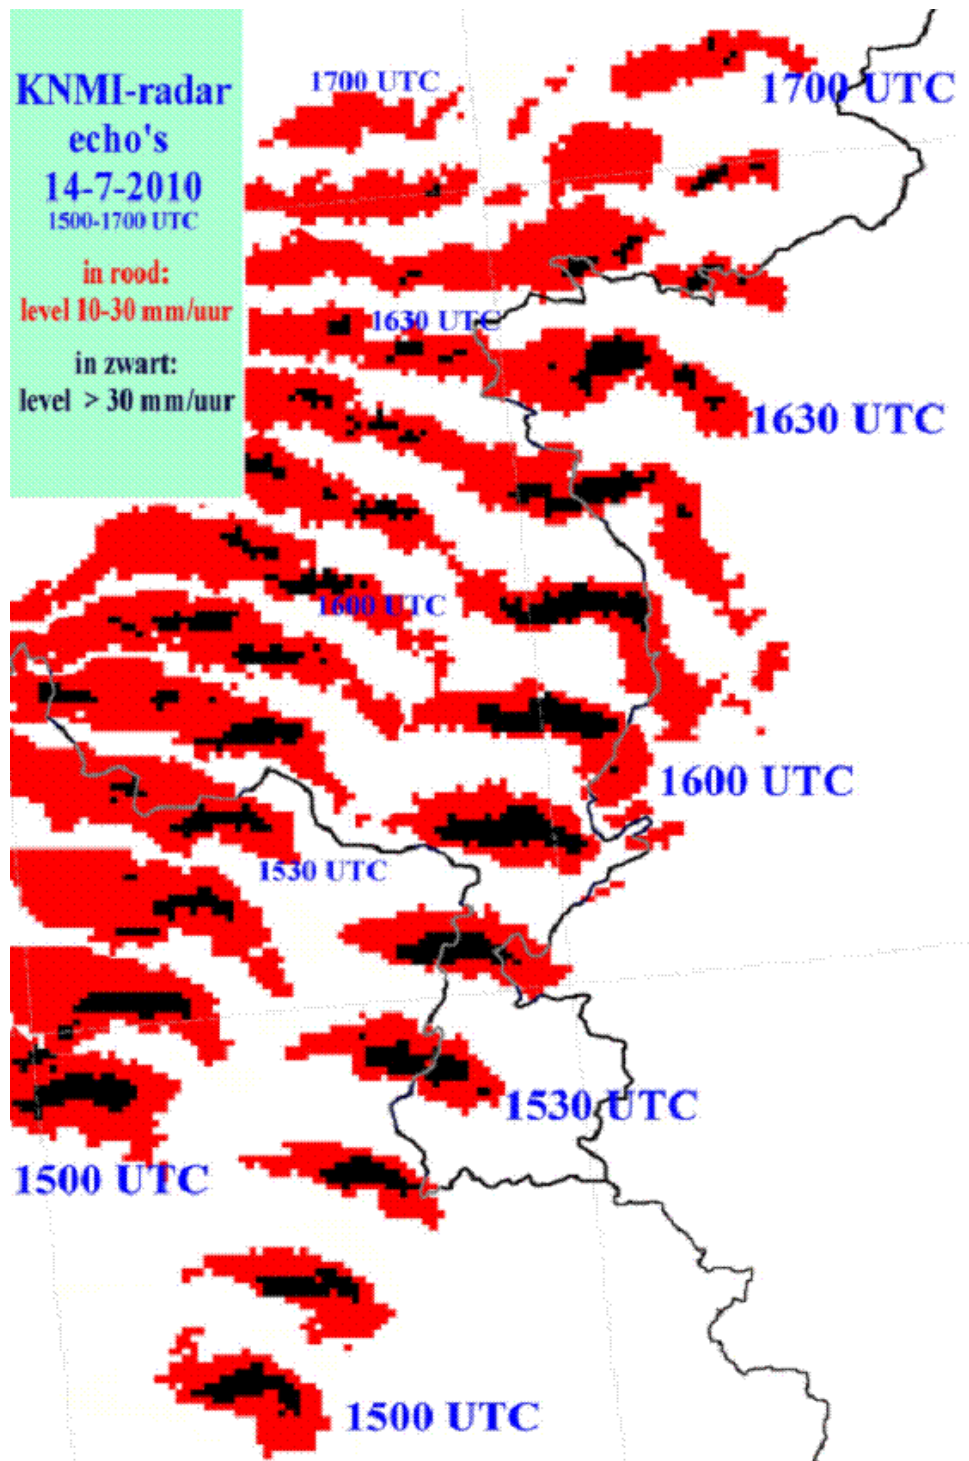 KNMI-radar
echo's
14-7-2010
1500-1700 UTC
in rood:
level 10-30 mm/uur
in zwart:
level > 30 mm/uur
1700 UTC
1700 UTC
1630 UTC
1630 UTC
1600 UTC
1600 UTC
1530 UTC
1530 UTC
1500 UTC
1500 UTC